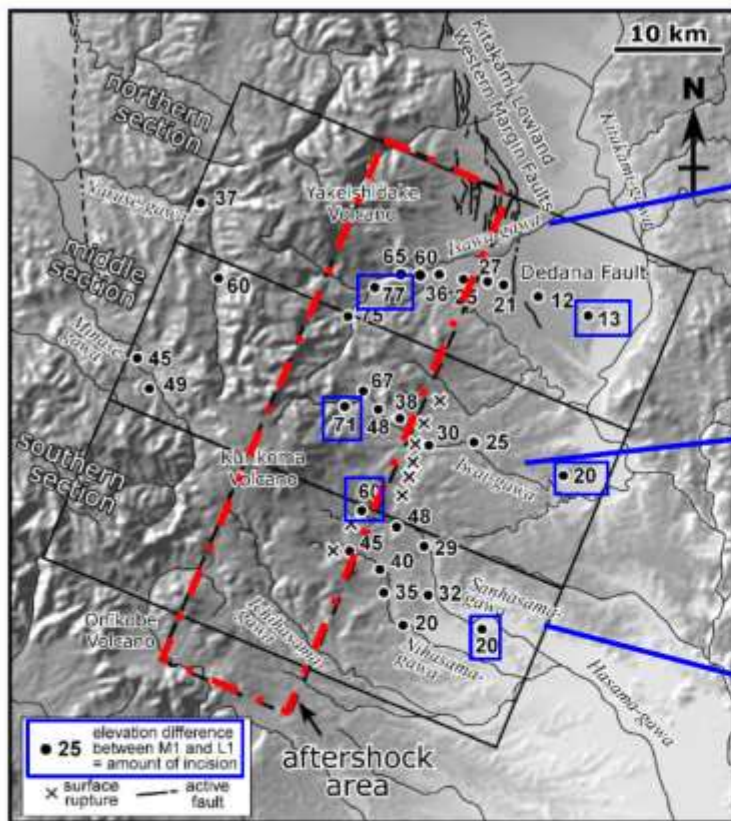 10 km
N
Kitakami Lowland
Western Margin Faults
Kitakami-gawa
northern
section
Yakeishidake
Volcano
Isawa-gawa
37
middle
section
60
65
60
36
25
27
21
Dedana Fault
12
13
77
75
Minase-
gawa
45
49
67
71
48
38
30
25
Iwai-gawa
20
southern
section
Kurikoma
Volcano
60
48
45
29
40
35
32
20
Sanhasama-
gawa
20
Nihasama-
gawa
Ichihasama-
gawa
Hasama-gawa
Onikobe
Volcano
aftershock
area
25
elevation difference
between M1 and L1
= amount of incision
surface
rupture
active
fault